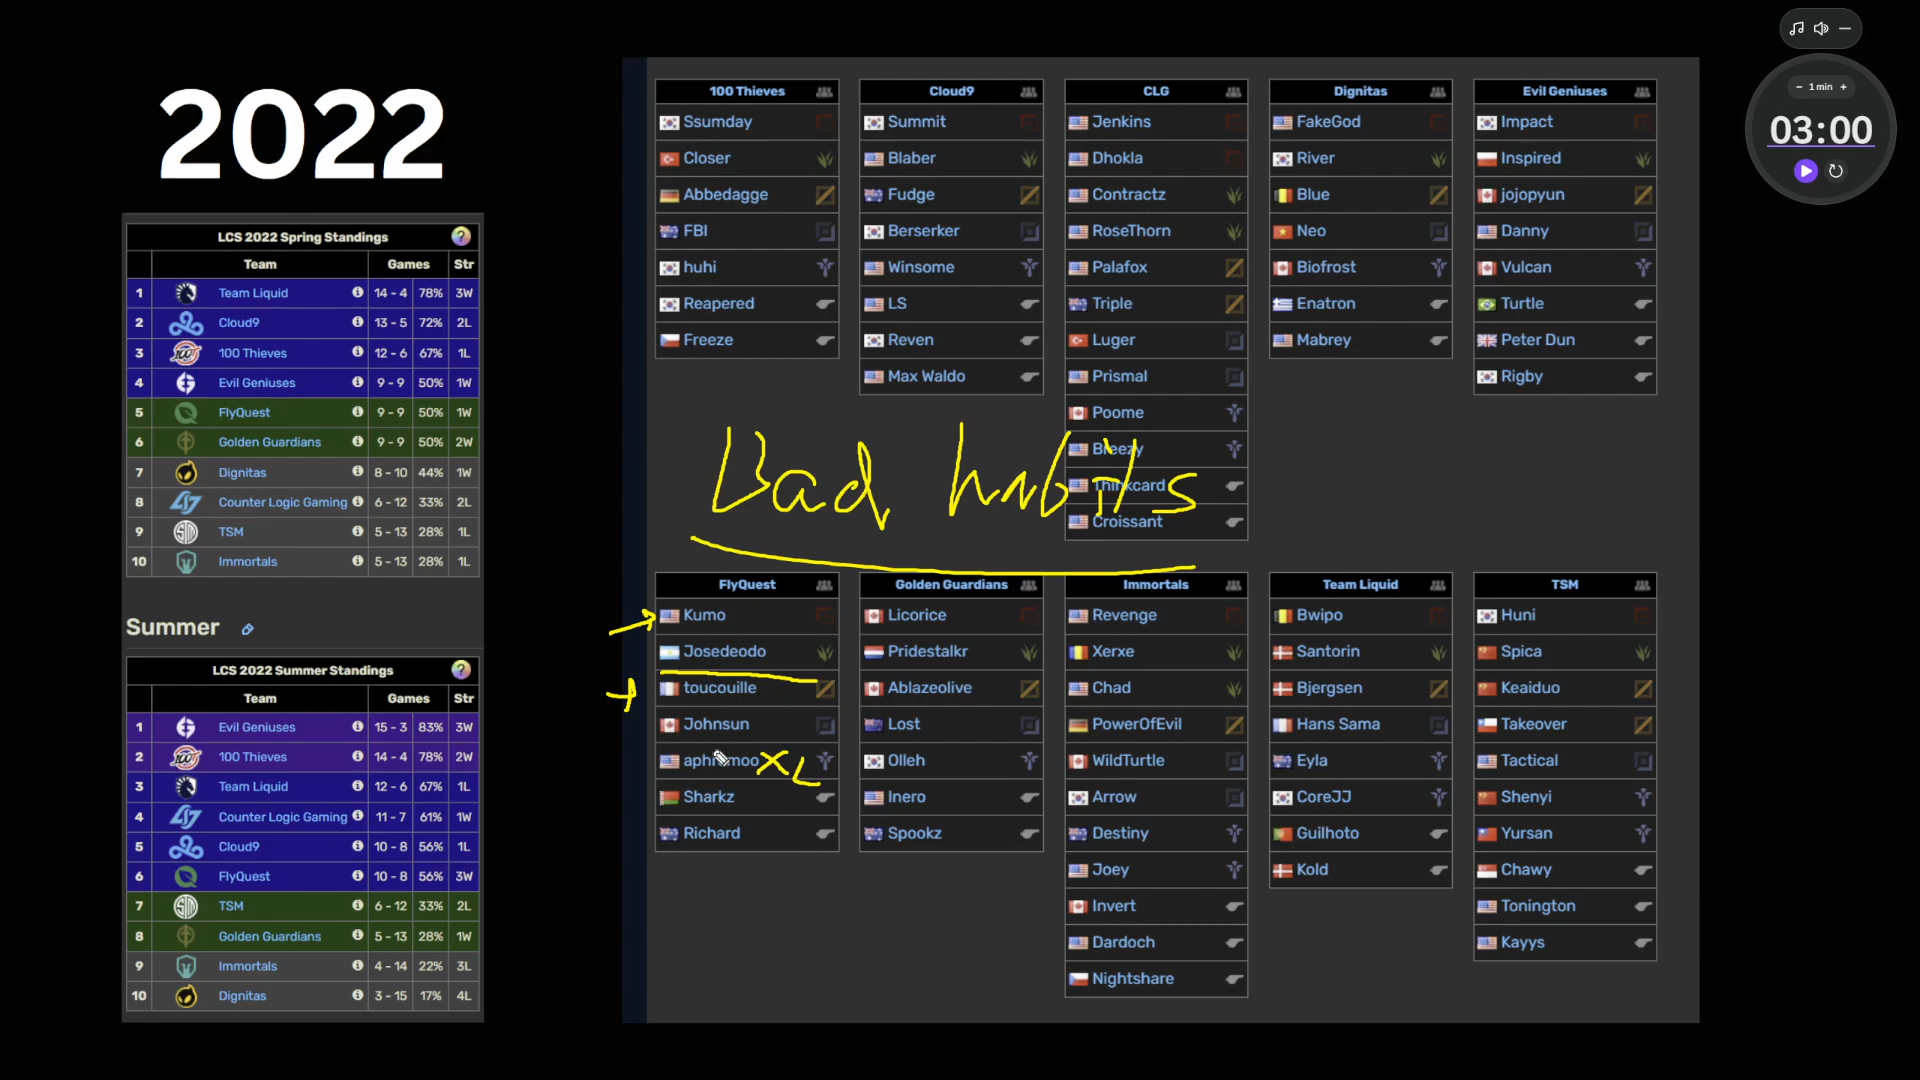 1 min
03:00
2022
LCS 2022 Spring Standings
Team Games Str
1 Team Liquid 14 - 4 78% 3W
2 Cloud9 13 - 5 72% 2L
3 100 Thieves 12 - 6 67% 1L
4 Evil Geniuses 9 - 9 50% 1W
5 FlyQuest 9 - 9 50% 1W
6 Golden Guardians 9 - 9 50% 2W
7 Dignitas 8 - 10 44% 1W
8 Counter Logic Gaming 6 - 12 33% 2L
9 TSM 5 - 13 28% 1L
10 Immortals 5 - 13 28% 1L
Summer
LCS 2022 Summer Standings
Team Games Str
1 Evil Geniuses 15 - 3 83% 3W
2 100 Thieves 14 - 4 78% 2W
3 Team Liquid 12 - 6 67% 1L
4 Counter Logic Gaming 11 - 7 61% 1W
5 Cloud9 10 - 8 56% 1L
6 FlyQuest 10 - 8 56% 3W
7 TSM 6 - 12 33% 2L
8 Golden Guardians 5 - 13 28% 1W
9 Immortals 4 - 14 22% 3L
10 Dignitas 3 - 15 17% 4L
100 Thieves
Ssumday
Closer
Abbedagge
FBI
huhi
Reapered
Freeze
Cloud9
Summit
Blaber
Fudge
Berserker
Winsome
LS
Reven
Max Waldo
CLG
Jenkins
Dhokla
Contractz
RoseThorn
Palafox
Triple
Luger
Prismal
Poome
Breezy
Thinkcard
Croissant
Dignitas
FakeGod
River
Blue
Neo
Biofrost
Enatron
Mabrey
Evil Geniuses
Impact
Inspired
jojopyun
Danny
Vulcan
Turtle
Peter Dun
Rigby
Bad habits
FlyQuest
Kumo
Josedeodo
toucouille
Johnsun
aphromoo XL
Sharkz
Richard
Golden Guardians
Licorice
Pridestalkr
Ablazeolive
Lost
Olleh
Inero
Spookz
Immortals
Revenge
Xerxe
Chad
PowerOfEvil
WildTurtle
Arrow
Destiny
Joey
Invert
Dardoch
Nightshare
Team Liquid
Bwipo
Santorin
Bjergsen
Hans Sama
Eyla
CoreJJ
Guilhoto
Kold
TSM
Huni
Spica
Keaiduo
Takeover
Tactical
Shenyi
Yursan
Chawy
Tonington
Kayys